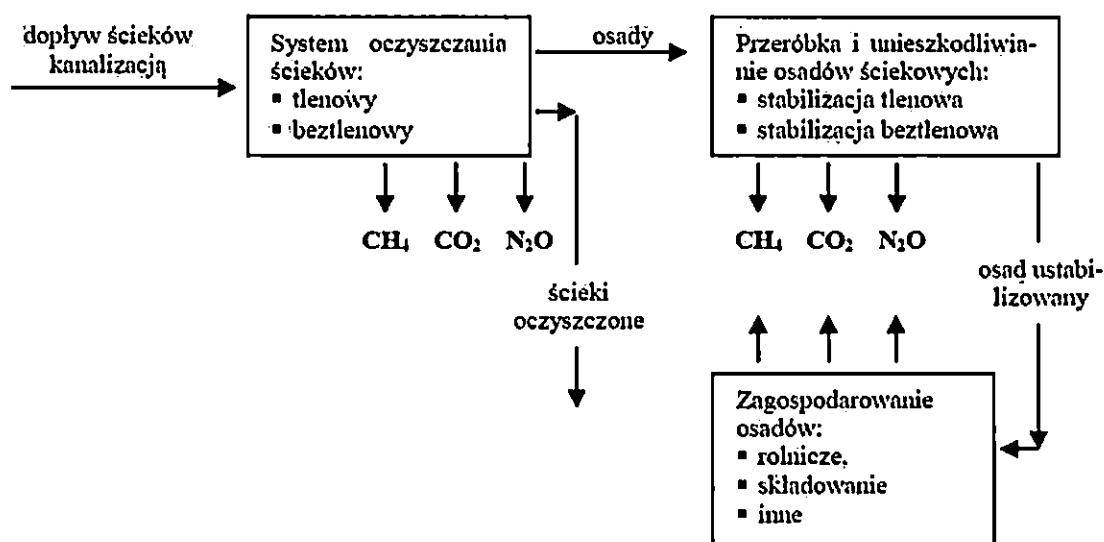 dopływ ścieków
kanalizacją
System oczyszczania
ścieków:
▪ tlenowy
▪ beztlenowy
osady
Przeróbka i unieszkodliwia-
nie osadów ściekowych:
▪ stabilizacja tlenowa
▪ stabilizacja beztlenowa
CH₄ CO₂ N₂O
CH₄ CO₂ N₂O
ścieki
oczyszczone
osad ustabi-
lizowany
Zagospodarowanie
osadów:
▪ rolnicze,
▪ składowanie
▪ inne